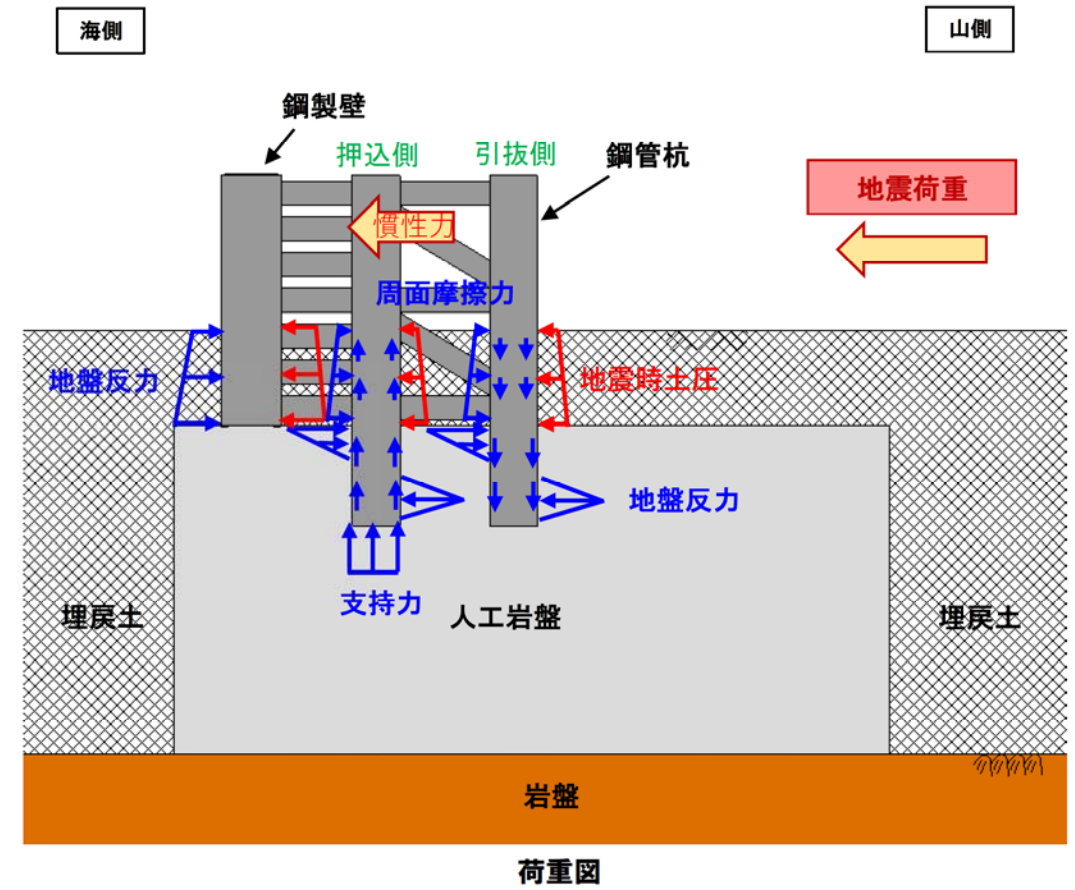 海側
山側
鋼製壁
押込側
引抜側
鋼管杭
地震荷重
慣性力
周面摩擦力
地盤反力
地震時土圧
地盤反力
支持力
埋戻土
人工岩盤
埋戻土
岩盤
荷重図